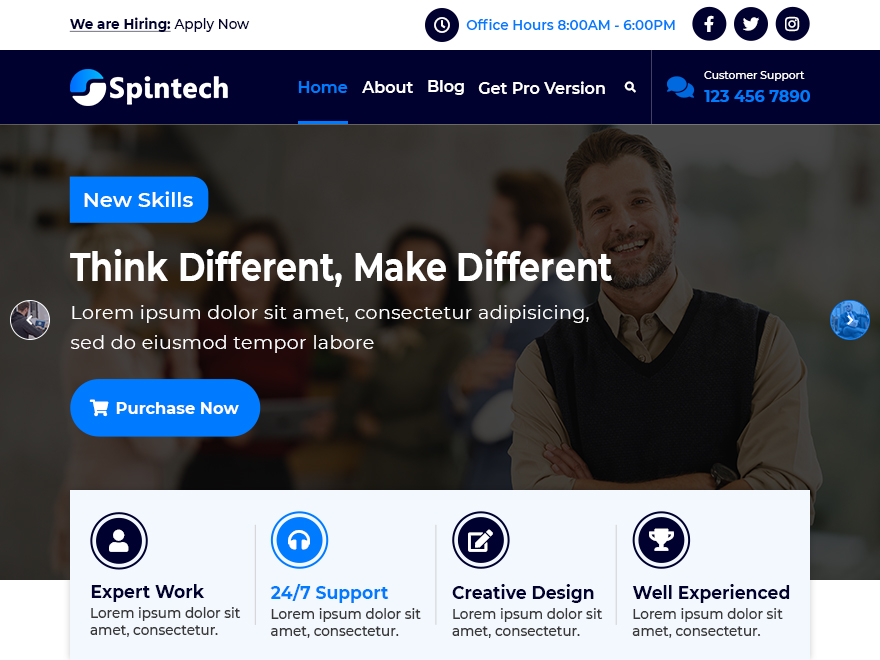 We are Hiring: Apply Now
Office Hours 8:00AM - 6:00PM
Spintech
Home About Blog Get Pro Version
Customer Support
123 456 7890
New Skills
Think Different, Make Different
Lorem ipsum dolor sit amet, consectetur adipisicing,
sed do eiusmod tempor labore
Purchase Now
Expert Work
Lorem ipsum dolor sit
amet, consectetur.
24/7 Support
Lorem ipsum dolor sit
amet, consectetur.
Creative Design
Lorem ipsum dolor sit
amet, consectetur.
Well Experienced
Lorem ipsum dolor sit
amet, consectetur.